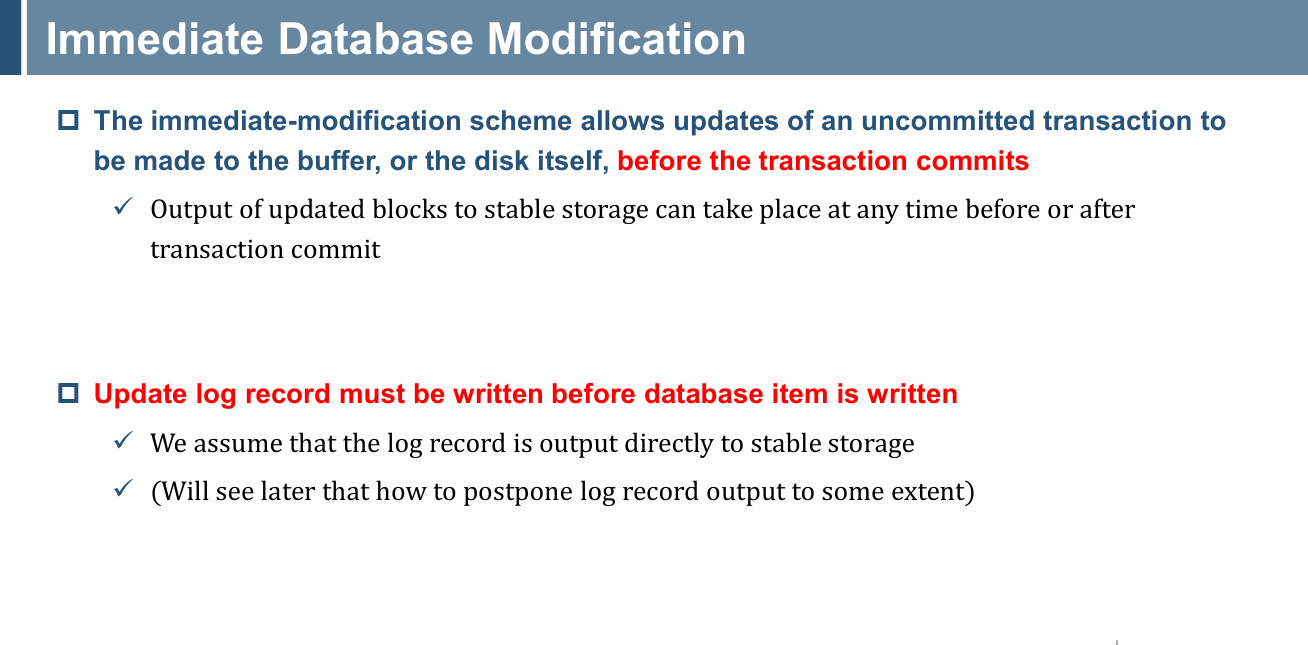 Immediate Database Modification
The immediate-modification scheme allows updates of an uncommitted transaction to
be made to the buffer, or the disk itself, before the transaction commits
Output of updated blocks to stable storage can take place at any time before or after
transaction commit
Update log record must be written before database item is written
We assume that the log record is output directly to stable storage
(Will see later that how to postpone log record output to some extent)